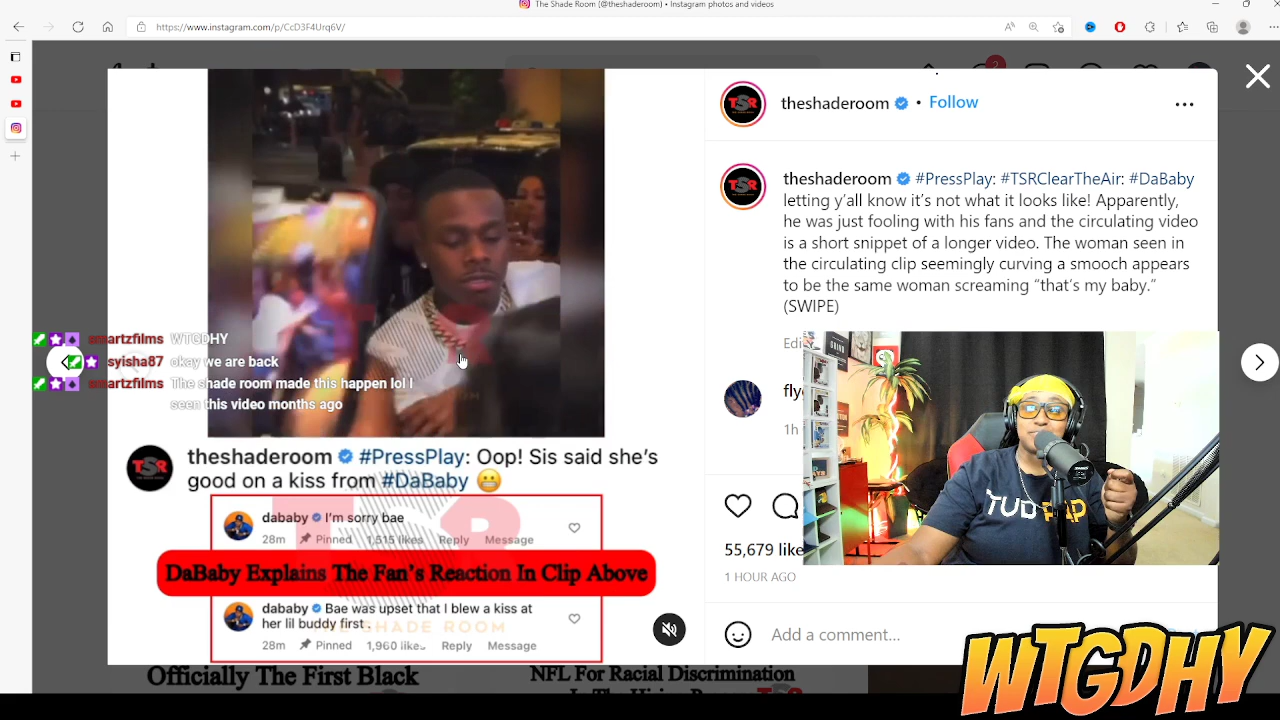 The Shade Room (@theshaderoom) • Instagram photos and videos
https://www.instagram.com/p/CcD3F4Urq6V/
2
theshaderoom • Follow
theshaderoom #PressPlay: #TSRClearTheAir: #DaBaby
letting y'all know it's not what it looks like! Apparently,
he was just fooling with his fans and the circulating video
is a short snippet of a longer video. The woman seen in
the circulating clip seemingly curving a smooch appears
to be the same woman screaming “that's my baby.”
(SWIPE)
smartzfilms WTGDHY
syisha87 okay we are back
smartzfilms The shade room made this happen lol I
seen this video months ago
1h
theshaderoom #PressPlay: Oop! Sis said she's
good on a kiss from #DaBaby 😬
dababy I'm sorry bae
28m Pinned 1,515 likes Reply Message
DaBaby Explains The Fan's Reaction In Clip Above
dababy Bae was upset that I blew a kiss at
her lil buddy first .
28m Pinned 1,960 likes Reply Message
THE SHADE ROOM
TSR
55,679 like
1 HOUR AGO
Add a comment...
Officially The First Black
NFL For Racial Discrimination
WTGDHY